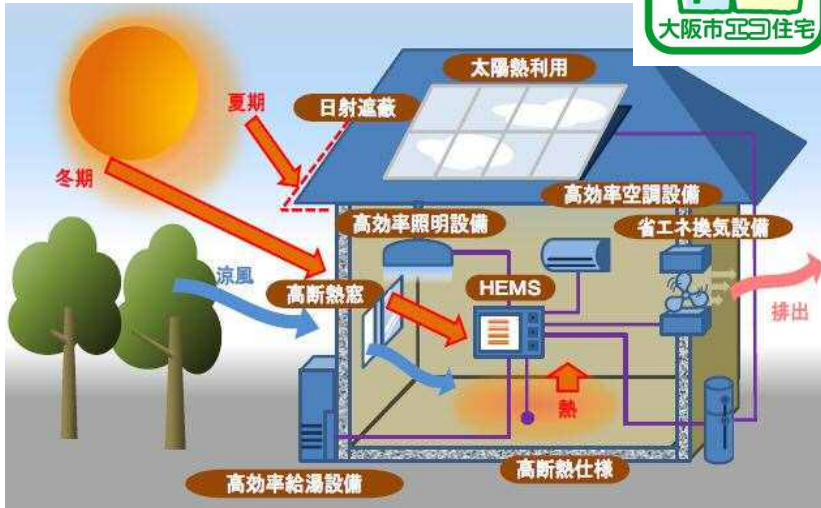 大阪市エコ住宅
太陽熱利用
夏期
日射遮蔽
冬期
高効率空調設備
高効率照明設備
省エネ換気設備
涼風
高断熱窓
HEMS
排出
熱
高断熱仕様
高効率給湯設備